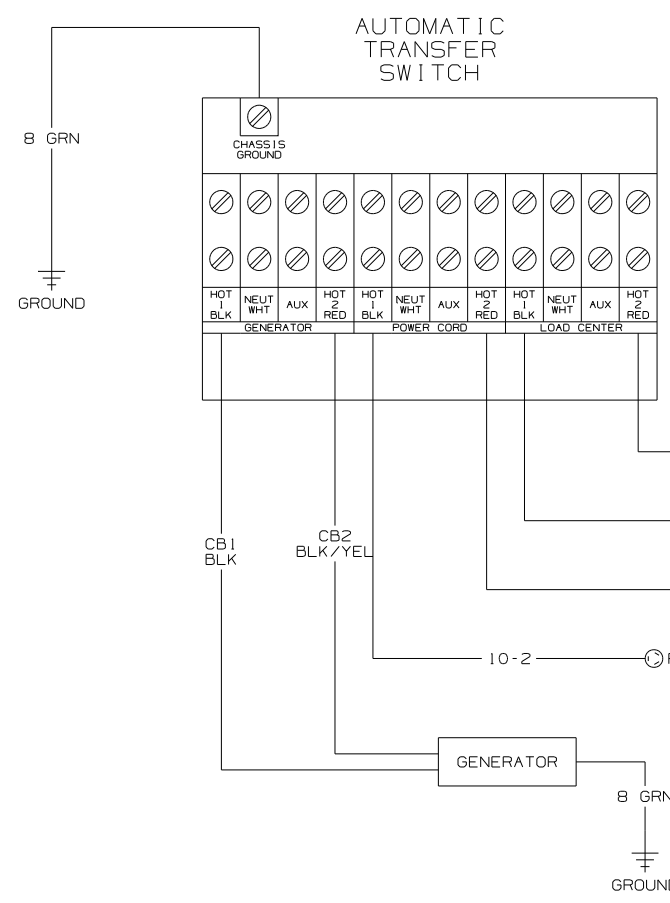 AUTOMATIC
TRANSFER
SWITCH
8 GRN
CHASSIS
GROUND
GROUND
HOT
1
BLK
NEUT
WHT
AUX
HOT
2
RED
HOT
1
BLK
NEUT
WHT
AUX
HOT
2
RED
HOT
1
BLK
NEUT
WHT
AUX
HOT
2
RED
GENERATOR
POWER CORD
LOAD CENTER
CB1
BLK
CB2
BLK/YEL
10-2
GENERATOR
8 GRN
GROUND